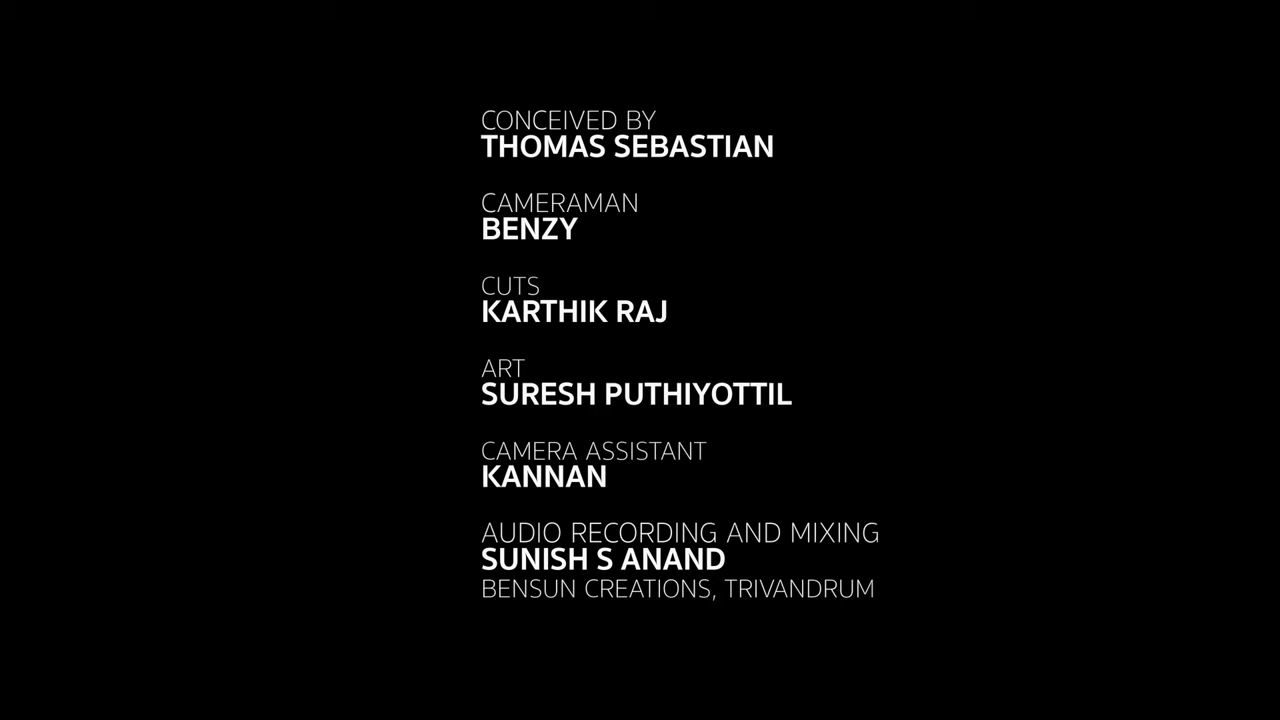 CONCEIVED BY
THOMAS SEBASTIAN
CAMERAMAN
BENZY
CUTS
KARTHIK RAJ
ART
SURESH PUTHIYOTTIL
CAMERA ASSISTANT
KANNAN
AUDIO RECORDING AND MIXING
SUNISH S ANAND
BENSUN CREATIONS, TRIVANDRUM